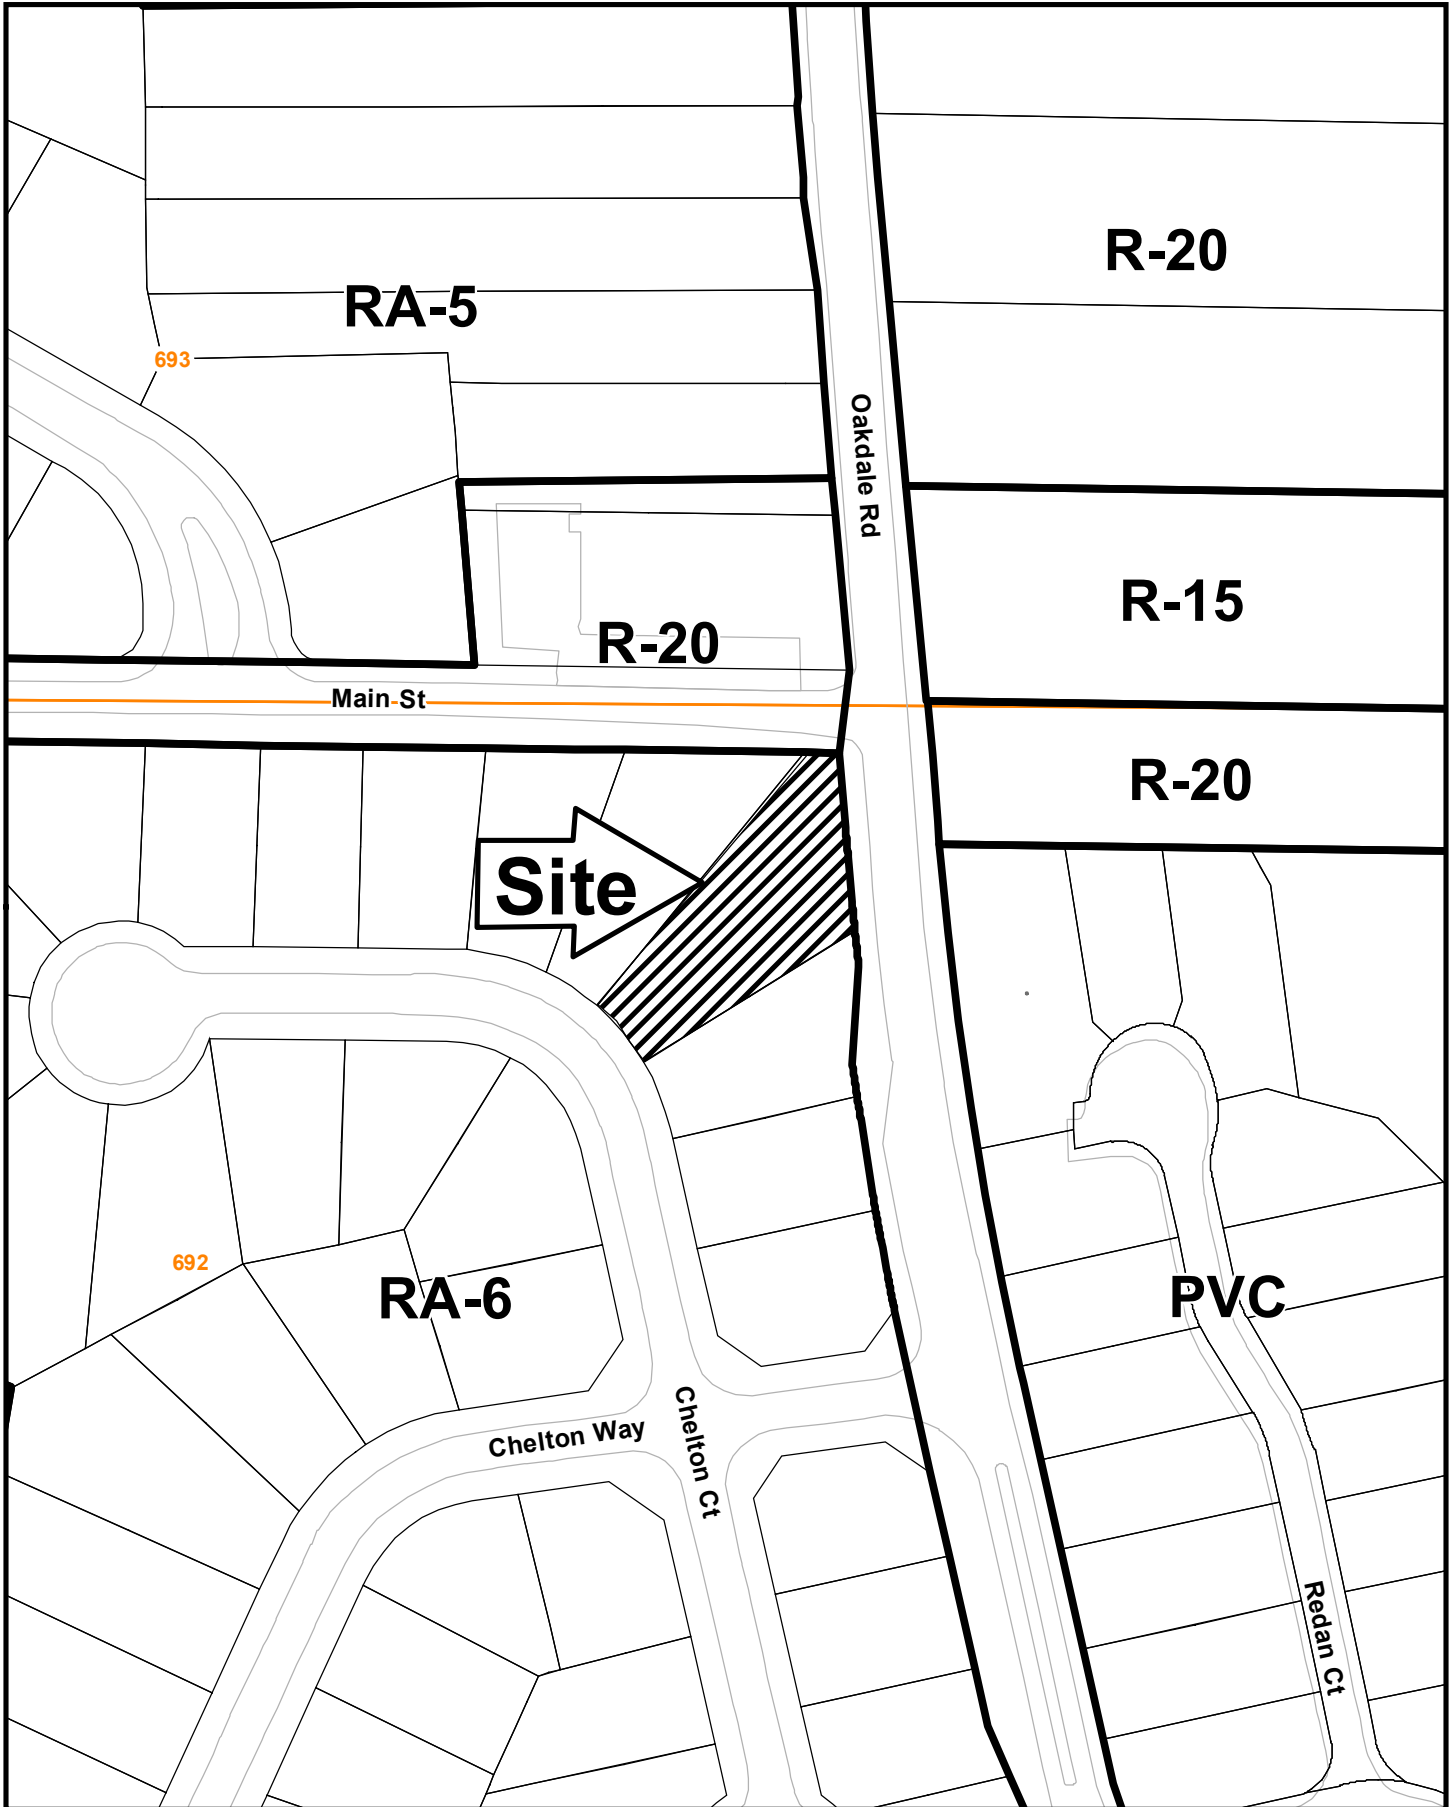 R-20
RA-5
693
Oakdale Rd
R-15
R-20
Main St
R-20
Site
692
RA-6
PVC
Chelton Way
Chelton Ct
Redan Ct